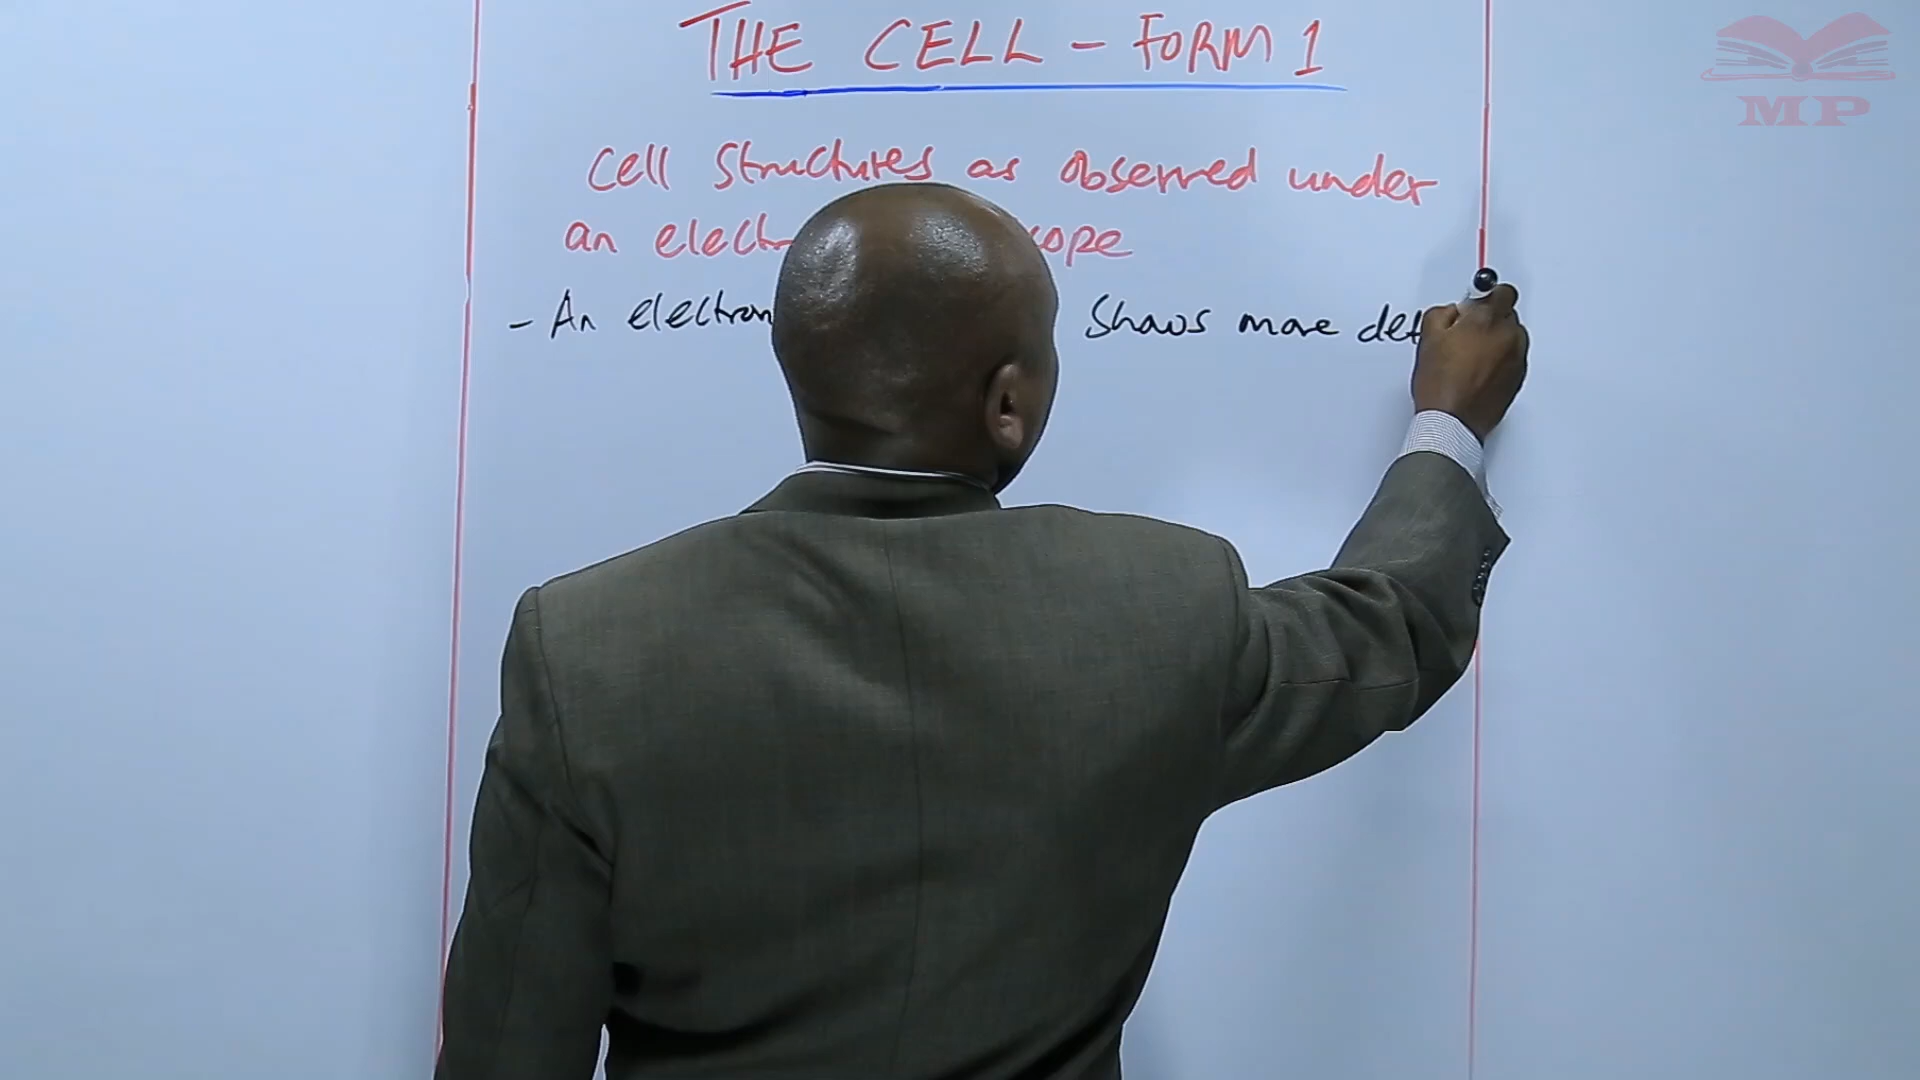 THE CELL - FORM 1
MP
Cell Structures as observed under
an elect cope
- An electron Shows more det